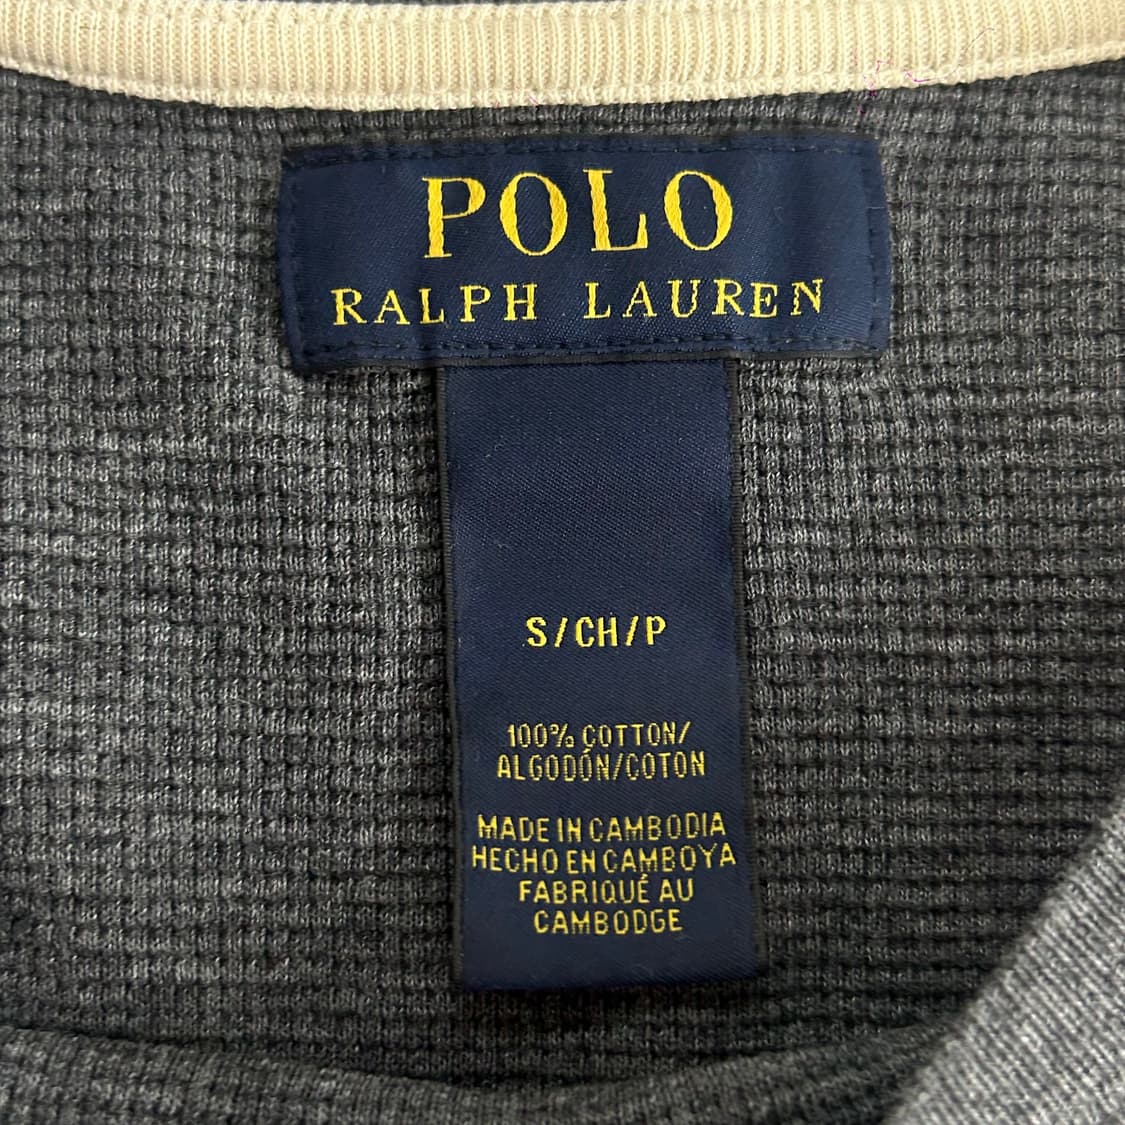 POLO
RALPH LAUREN
S/CH/P
100% COTTON/
ALGODÓN/COTON
MADE IN CAMBODIA
HECHO EN CAMBOYA
FABRIQUÉ AU
CAMBODGE